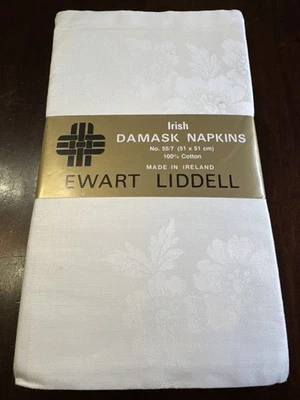 Irish
DAMASK NAPKINS
No. 55/7 (51 x 51 cm)
100% Cotton
MADE IN IRELAND
EWART LIDDELL